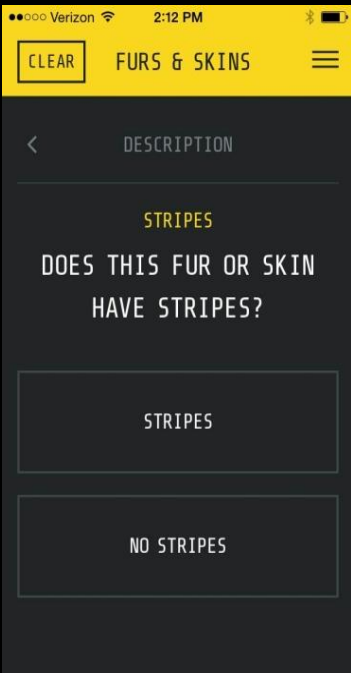 Verizon 2:12 PM
CLEAR FURS & SKINS
DESCRIPTION
STRIPES
DOES THIS FUR OR SKIN
HAVE STRIPES?
STRIPES
NO STRIPES